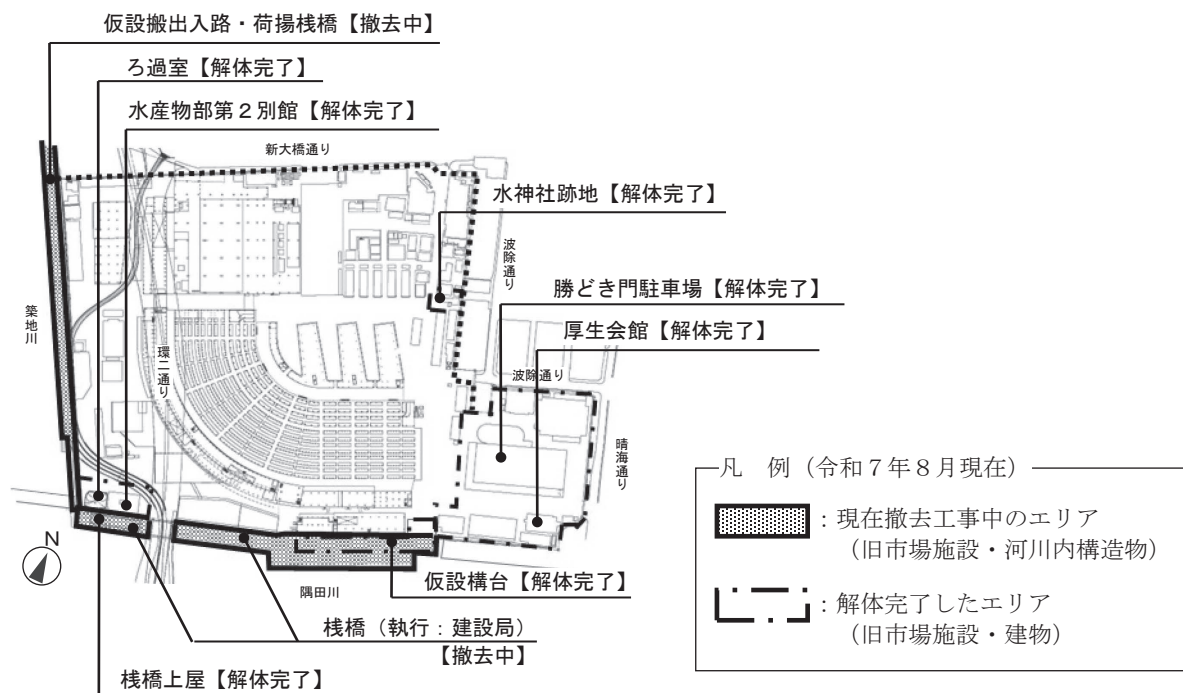 仮設搬出入路・荷揚桟橋【撤去中】
ろ過室【解体完了】
水産物部第２別館【解体完了】
新大橋通り
水神社跡地【解体完了】
波除通り
勝どき門駐車場【解体完了】
厚生会館【解体完了】
築地川
環二通り
波除通り
晴海通り
凡　例（令和７年８月現在）
：現在撤去工事中のエリア
（旧市場施設・河川内構造物）
：解体完了したエリア
（旧市場施設・建物）
N
仮設構台【解体完了】
隅田川
桟橋（執行：建設局）
【撤去中】
桟橋上屋【解体完了】